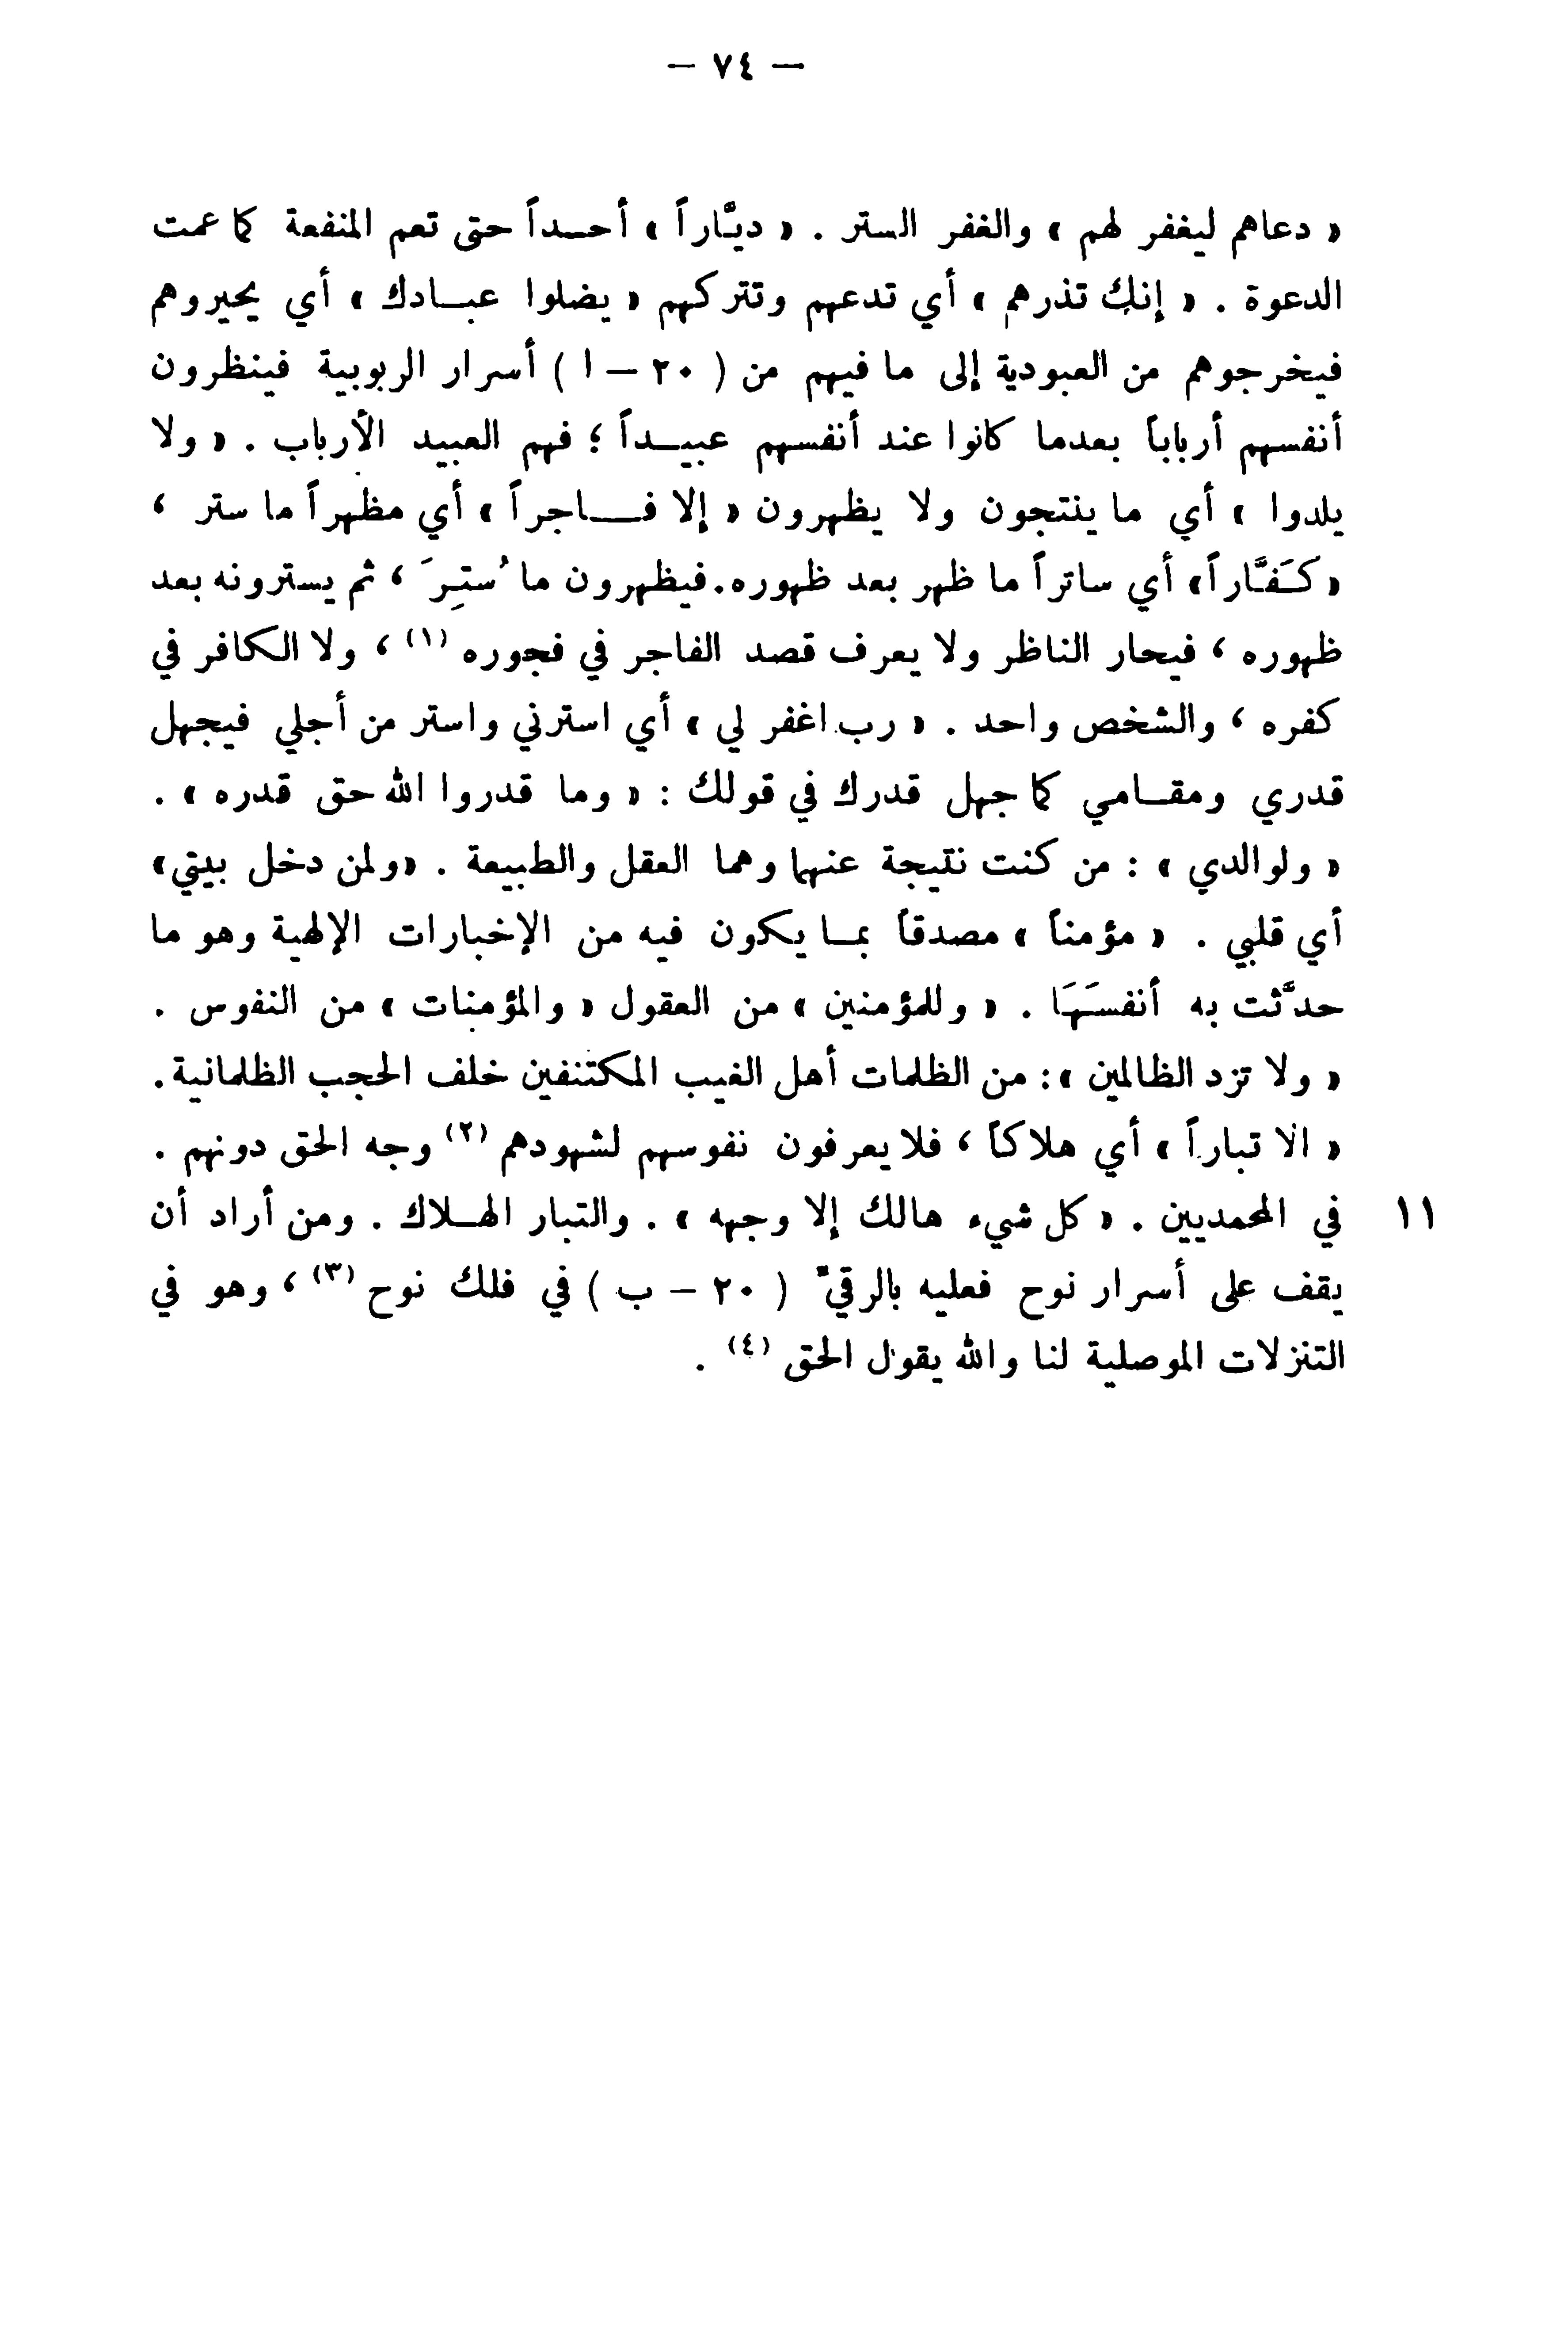 — ٧٤ —
« دعاهم ليغفر لهم » والغفر الستر . « ديَّاراً » أحداً حتى تعم المنفعة كما عمت
الدعوة . « إنك تذرهم » أي تدعهم وتتركهم « يضلوا عبادك » أي يحيروهم
فيخرجوهم من العبودية إلى ما فيهم من ( ٢٠ — ا ) أسرار الربوبية فينظرون
أنفسهم أرباباً بعدما كانوا عند أنفسهم عبيداً ؛ فهم العبيد الأرباب . « ولا
يلدوا » أي ما ينتجون ولا يظهرون « إلا فاجراً » أي مظهراً ما ستر ،
« كَفَّاراً » أي ساتراً ما ظهر بعد ظهوره . فيظهرون ما سُتِرَ ، ثم يسترونه بعد
ظهوره ، فيحار الناظر ولا يعرف قصد الفاجر في فجوره (١) ، ولا الكافر في
كفره ، والشخص واحد . « رب اغفر لي » أي استرني واستر من أجلي فيجهل
قدري ومقامي كما جهل قدرك في قولك : « وما قدروا الله حق قدره » .
« ولوالدي » : من كنت نتيجة عنهما وهما العقل والطبيعة . « ولمن دخل بيتي »
أي قلبي . « مؤمناً » مصدقاً بما يكون فيه من الإخبارات الإلهية وهو ما
حدَّثت به أنفسَهَا . « وللمؤمنين » من العقول « والمؤمنات » من النفوس .
« ولا تزد الظالمين » : من الظلمات أهل الغيب المكتنفين خلف الحجب الظلمانية .
« الا تباراً » أي هلاكاً ، فلا يعرفون نفوسهم لشهودهم (٢) وجه الحق دونهم .
١١ في المحمديين . « كل شيء هالك إلا وجهه » . والتبار الهلاك . ومن أراد أن
يقف على أسرار نوح فعليه بالرقيّ ( ٢٠ — ب ) في فلك نوح (٣) ، وهو في
التنزلات الموصلية لنا والله يقول الحق (٤) .